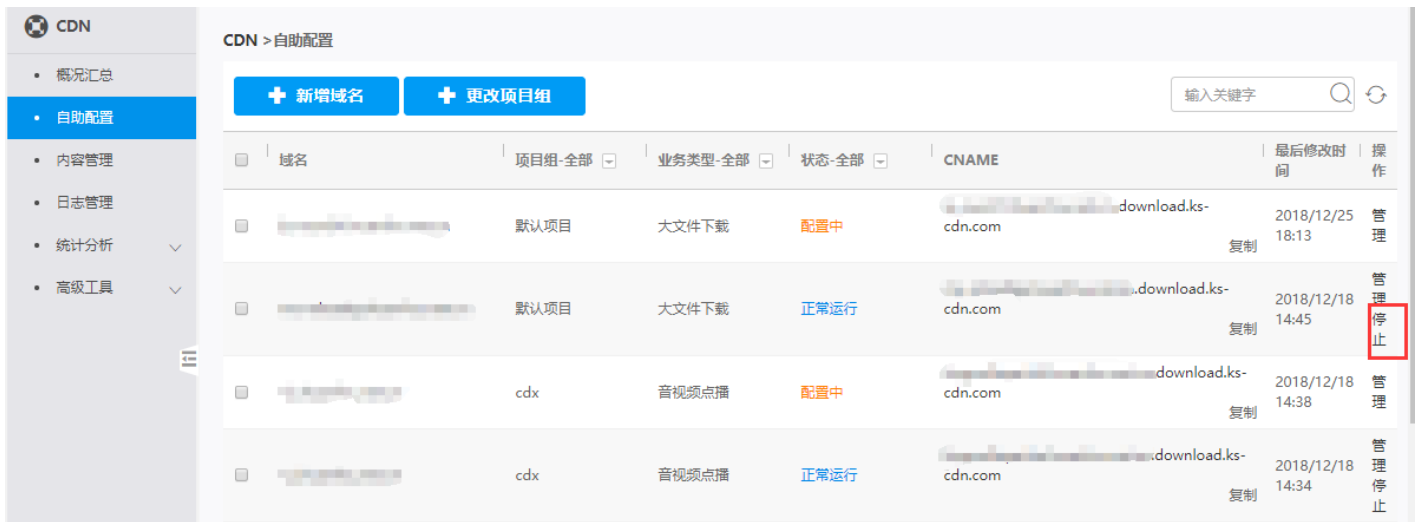 CDN
概况汇总
自助配置
内容管理
日志管理
统计分析
高级工具
CDN >自助配置
新增域名
更改项目组
输入关键字
域名
项目组-全部
业务类型-全部
状态-全部
CNAME
最后修改时
间
操
作
默认项目
大文件下载
配置中
download.ks-
cdn.com
复制
2018/12/25
18:13
管
理
默认项目
大文件下载
正常运行
.download.ks-
cdn.com
复制
2018/12/18
14:45
管
理
停
止
cdx
音视频点播
配置中
download.ks-
cdn.com
复制
2018/12/18
14:38
管
理
cdx
音视频点播
正常运行
.download.ks-
cdn.com
复制
2018/12/18
14:34
管
理
停
止